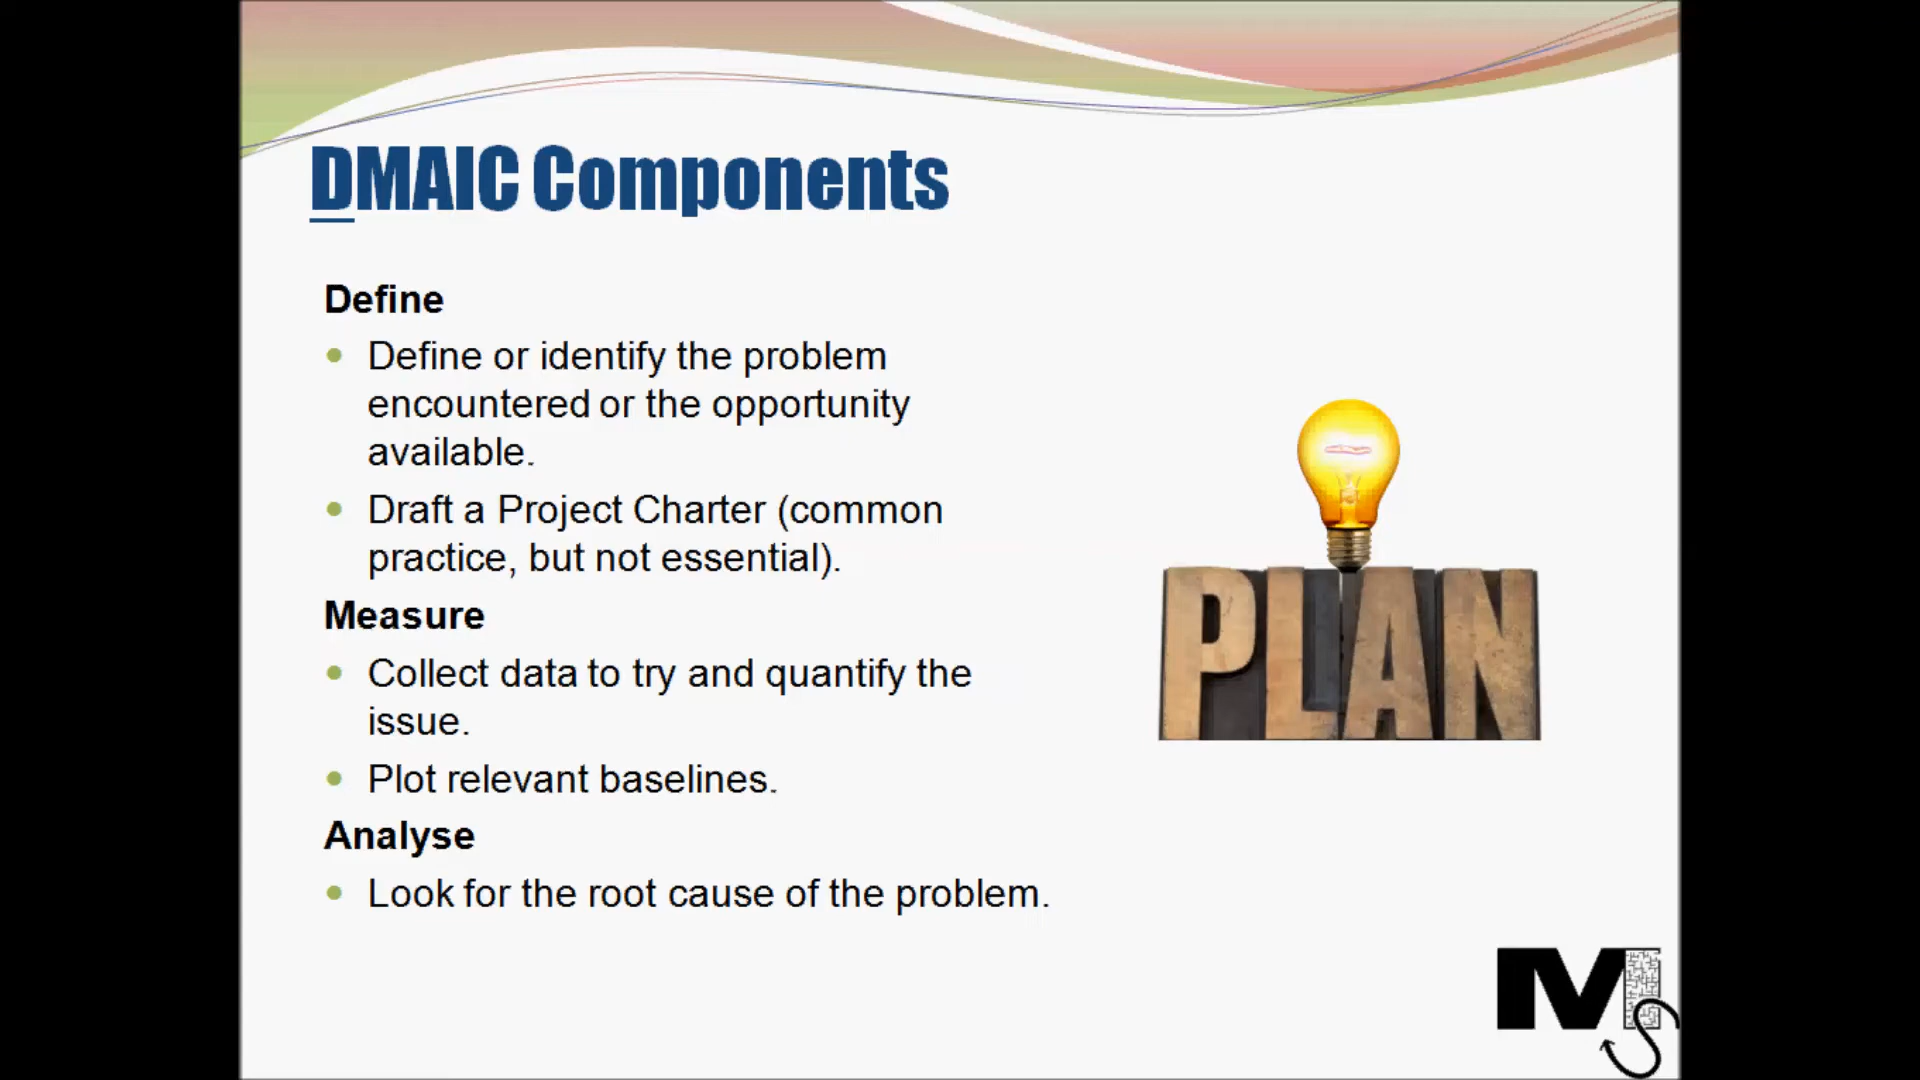 DMAIC Components
Define
Define or identify the problem
encountered or the opportunity
available.
Draft a Project Charter (common
practice, but not essential).
Measure
Collect data to try and quantify the
issue.
Plot relevant baselines.
Analyse
Look for the root cause of the problem.
PLAN
MIS